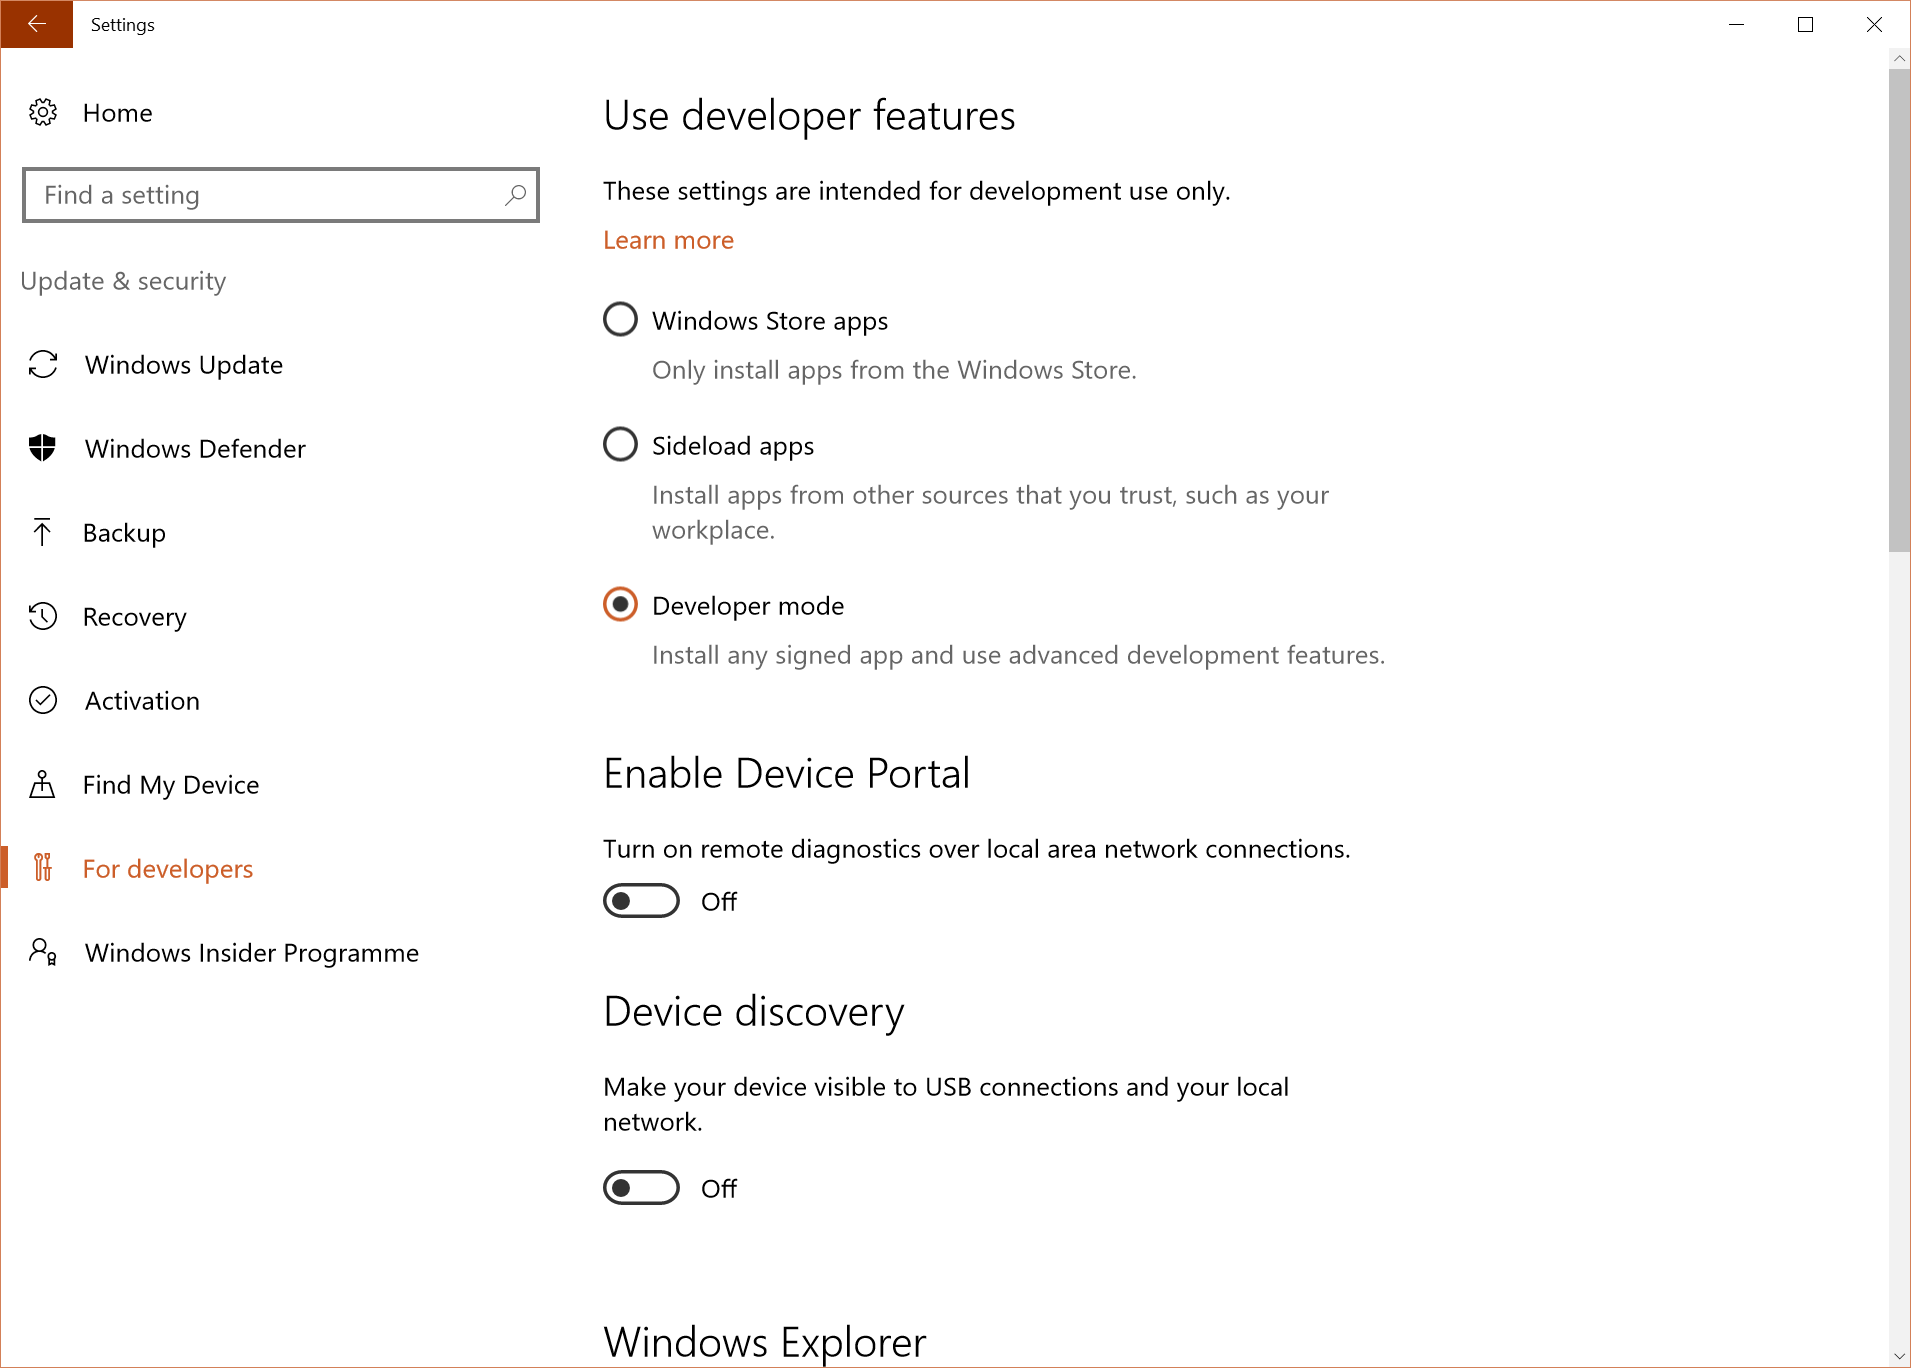 Settings
Home
Find a setting
Update & security
Windows Update
Windows Defender
Backup
Recovery
Activation
Find My Device
For developers
Windows Insider Programme
Use developer features
These settings are intended for development use only.
Learn more
Windows Store apps
Only install apps from the Windows Store.
Sideload apps
Install apps from other sources that you trust, such as your
workplace.
Developer mode
Install any signed app and use advanced development features.
Enable Device Portal
Turn on remote diagnostics over local area network connections.
Off
Device discovery
Make your device visible to USB connections and your local
network.
Off
Windows Explorer